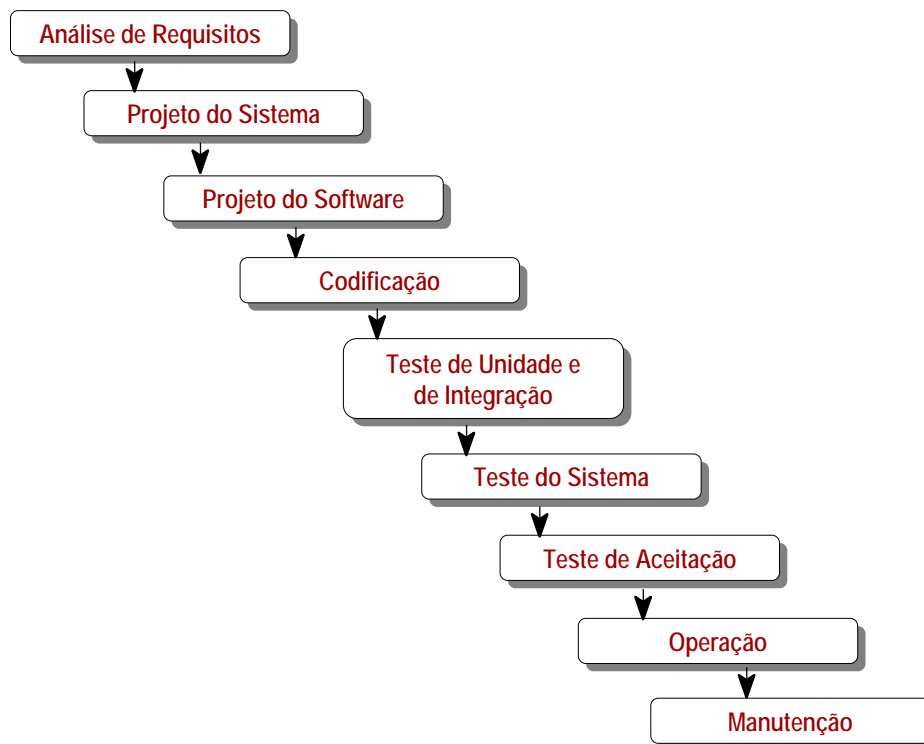 Análise de Requisitos
Projeto do Sistema
Projeto do Software
Codificação
Teste de Unidade e
de Integração
Teste do Sistema
Teste de Aceitação
Operação
Manutenção